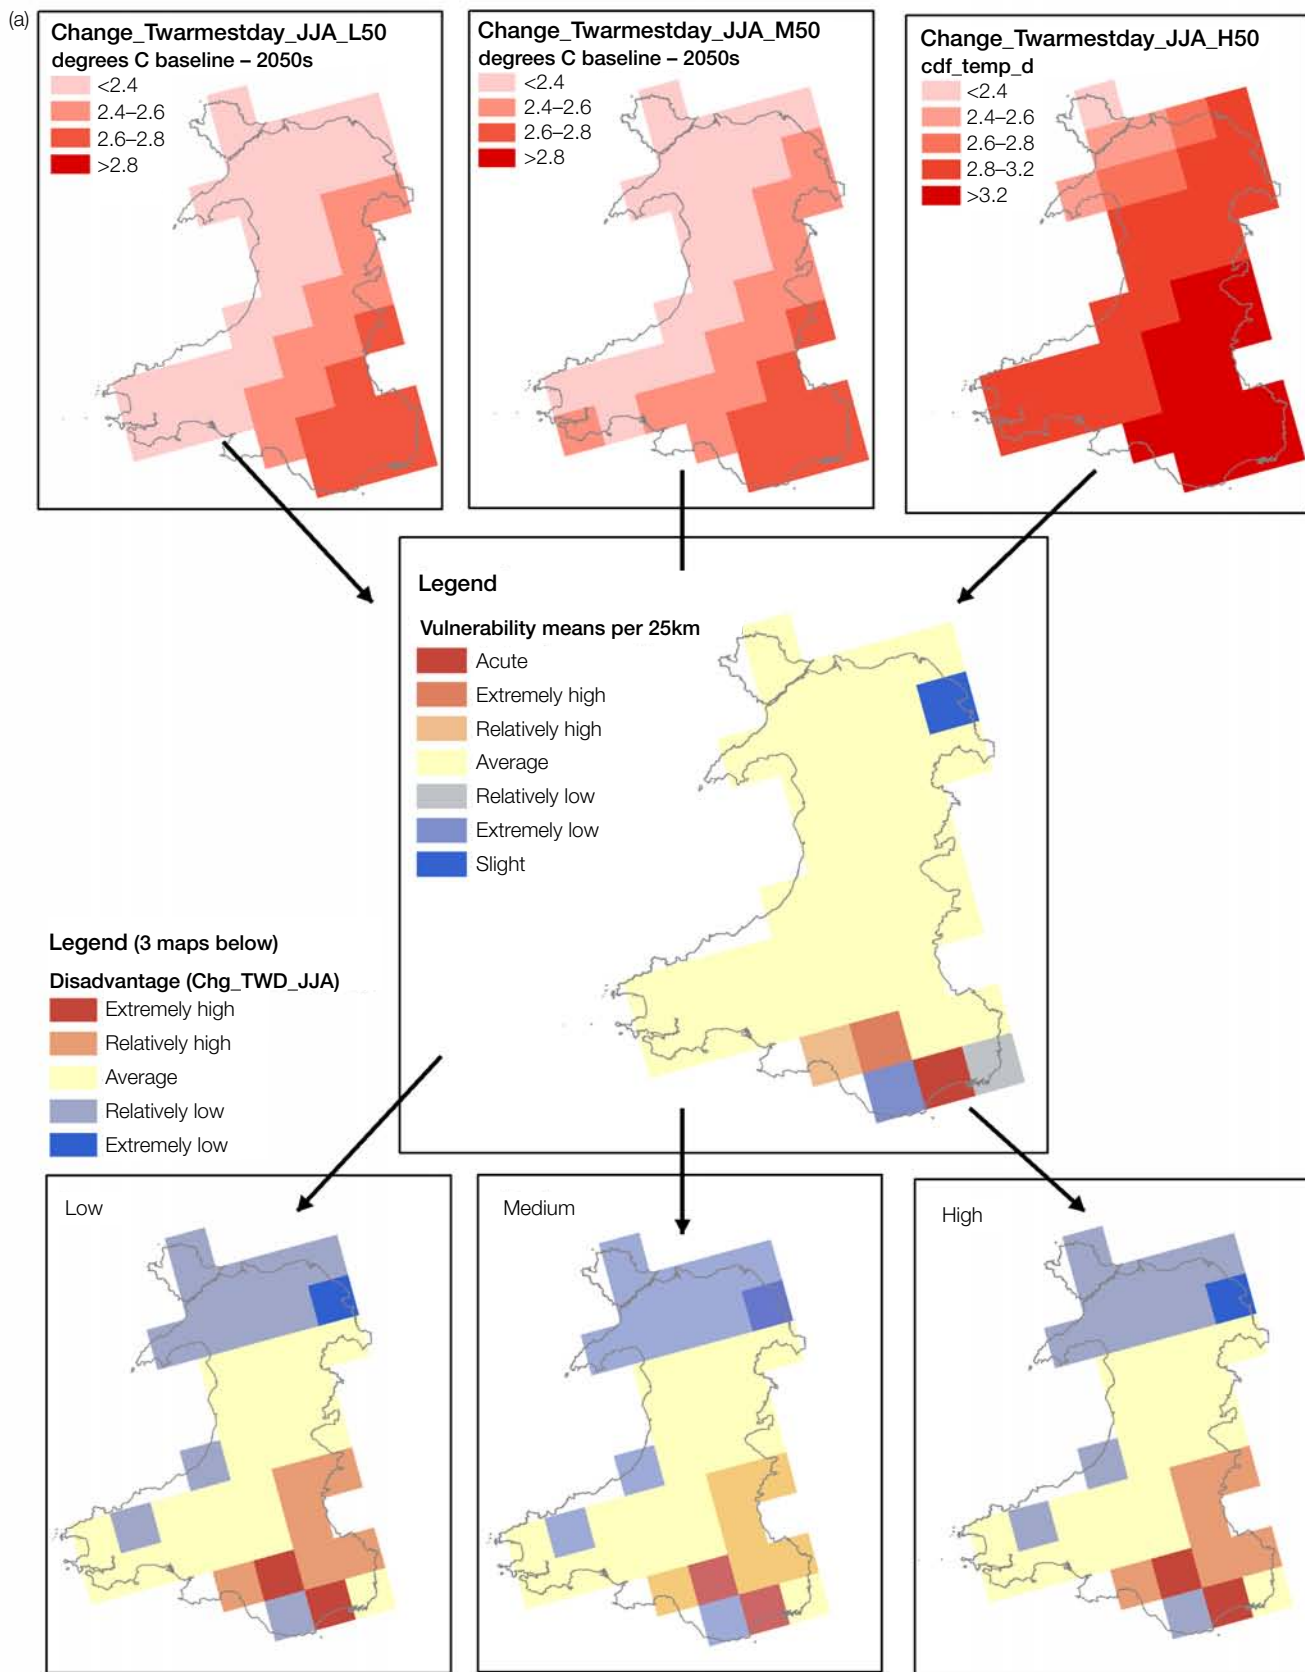 (a)
Change_Twarmestday_JJA_L50
degrees C baseline – 2050s
<2.4
2.4–2.6
2.6–2.8
>2.8
Change_Twarmestday_JJA_M50
degrees C baseline – 2050s
<2.4
2.4–2.6
2.6–2.8
>2.8
Change_Twarmestday_JJA_H50
cdf_temp_d
<2.4
2.4–2.6
2.6–2.8
2.8–3.2
>3.2
Legend
Vulnerability means per 25km
Acute
Extremely high
Relatively high
Average
Relatively low
Extremely low
Slight
Legend (3 maps below)
Disadvantage (Chg_TWD_JJA)
Extremely high
Relatively high
Average
Relatively low
Extremely low
Low
Medium
High